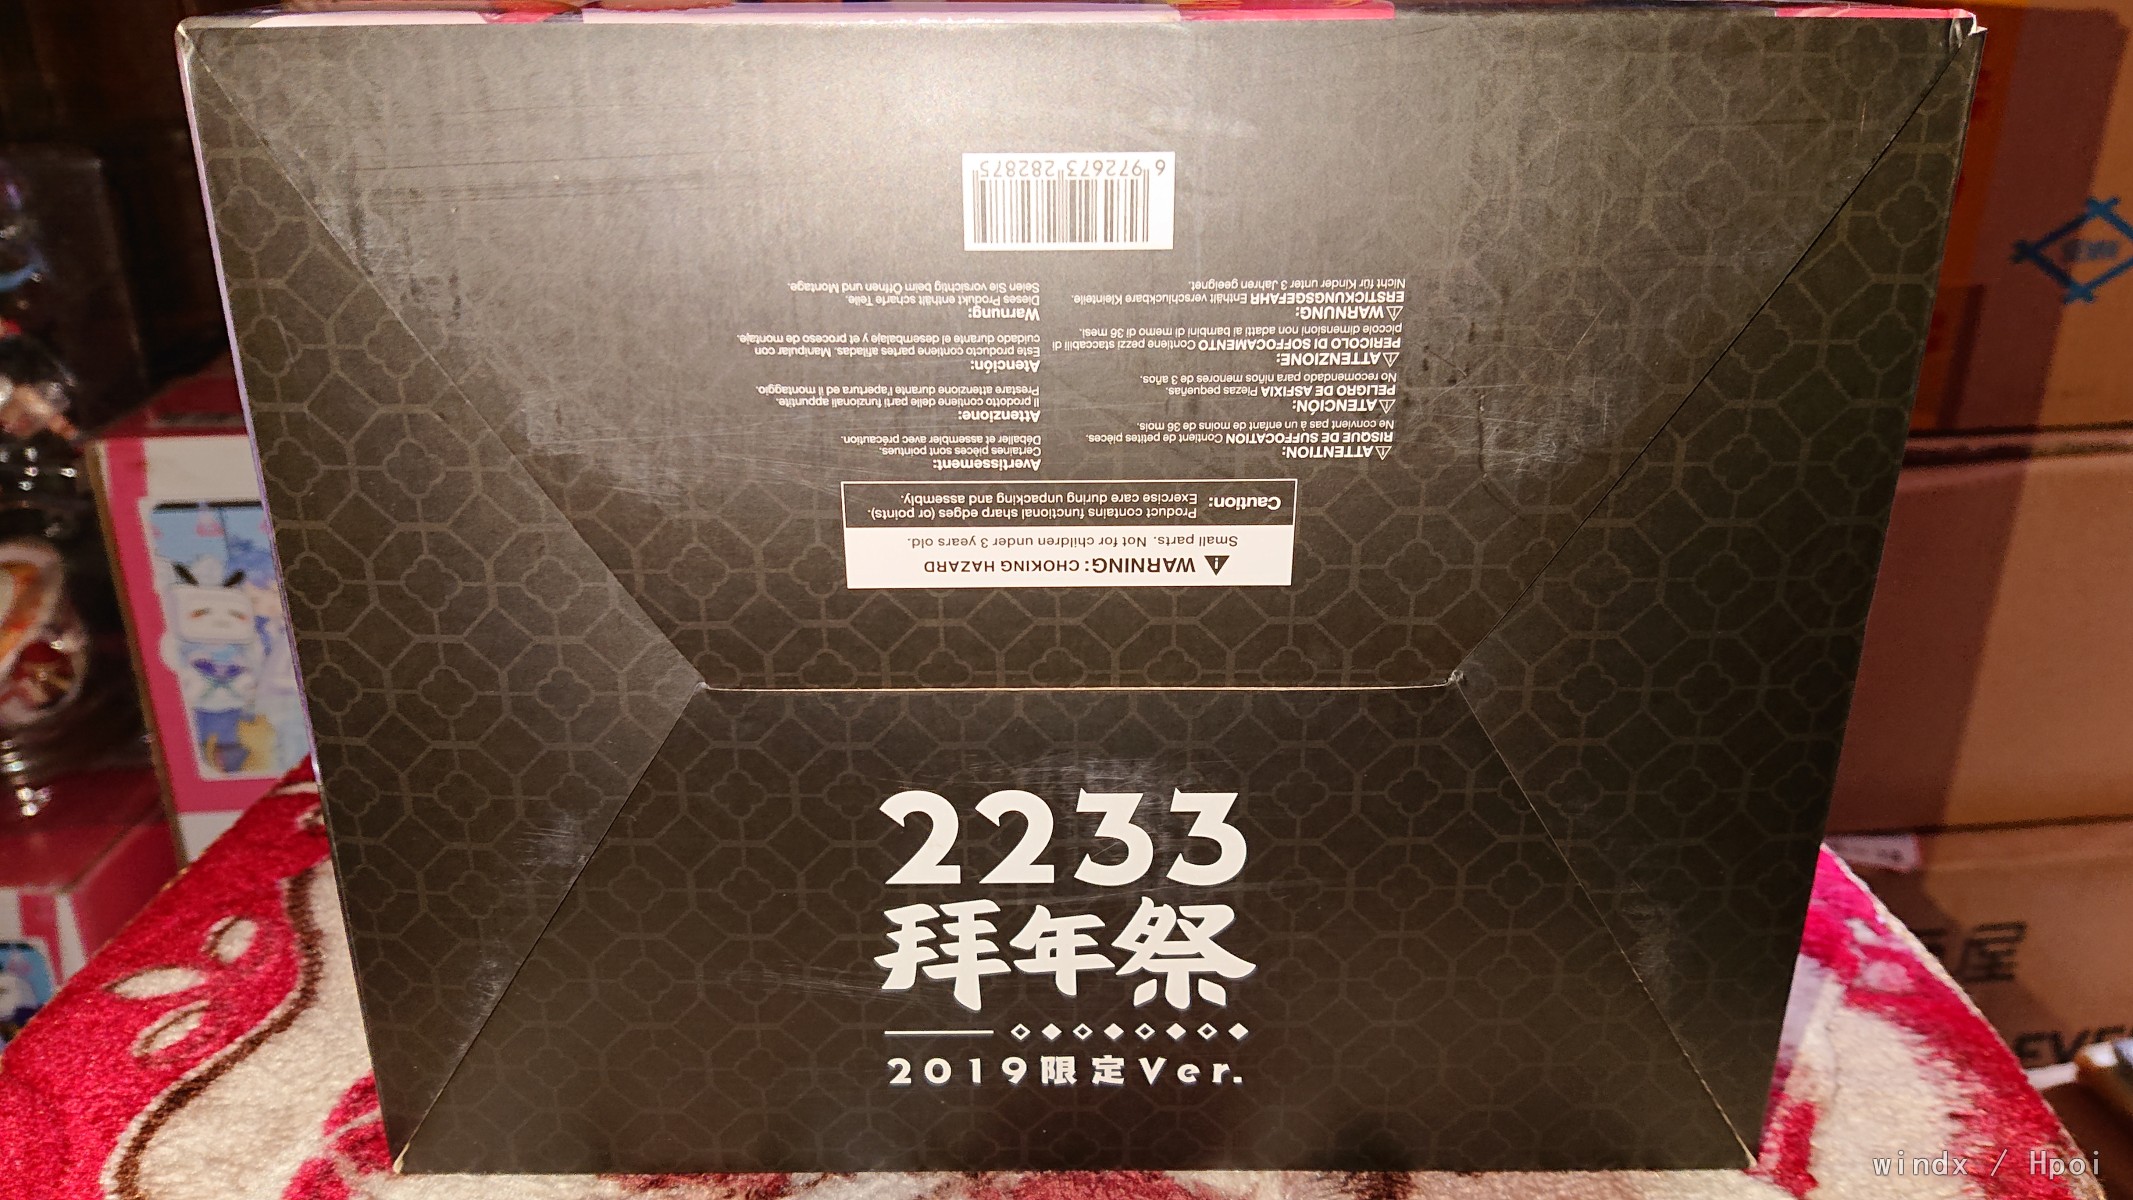 ⚠ WARNING: CHOKING HAZARD
Small parts. Not for children under 3 years old.
Caution:
Product contains functional sharp edges (or points).
Exercise care during unpacking and assembly.
⚠ ATTENTION:
RISQUE DE SUFFOCATION Contient de petites pièces.
Ne convient pas à un enfant de moins de 36 mois.
⚠ ATENCIÓN:
PELIGRO DE ASFIXIA Piezas pequeñas.
No recomendado para niños menores de 3 años.
⚠ ATTENZIONE:
PERICOLO DI SOFFOCAMENTO Contiene pezzi staccabili di
piccole dimensioni non adatti ai bambini di memo di 36 mesi.
⚠ WARNUNG:
ERSTICKUNGSGEFAHR Enthält verschluckbare Kleinteile.
Nicht für Kinder unter 3 Jahren geeignet.
Avertissement:
Certaines pièces sont pointues.
Déballer et assembler avec précaution.
Attenzione:
Il prodotto contiene delle parti funzionali appuntite.
Prestare attenzione durante l'apertura ed il montaggio.
Atención:
Este producto contiene partes afiladas. Manipular con
cuidado durante el desembalaje y et proceso de montaje.
Warnung:
Dieses Produkt enthält scharfe Teile.
Seien Sie vorsichtig beim Öffnen und Montage.
6 972673 282875
2233
拜年祭
2019限定Ver.
屋
windx / Hpoi